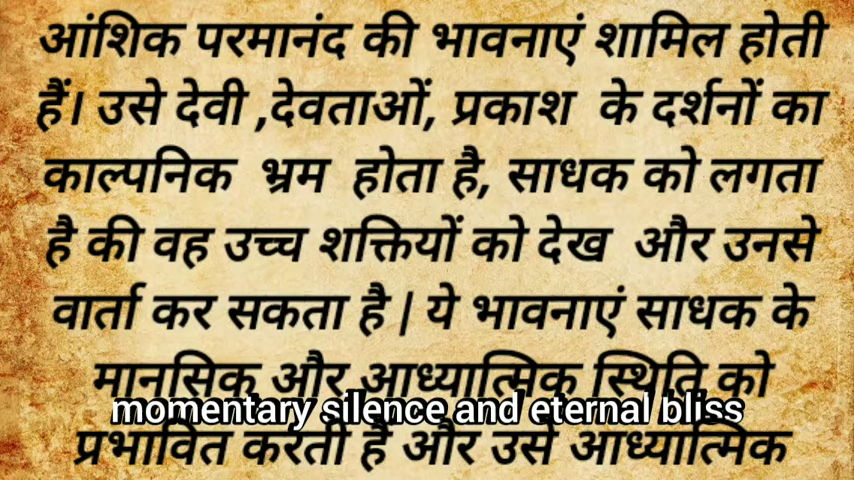 आंशिक परमानंद की भावनाएं शामिल होती
हैं। उसे देवी ,देवताओं, प्रकाश के दर्शनों का
काल्पनिक भ्रम होता है, साधक को लगता
है की वह उच्च शक्तियों को देख और उनसे
वार्ता कर सकता है | ये भावनाएं साधक के
मानसिक और आध्यात्मिक स्थिति को
momentary silence and eternal bliss
प्रभावित करती है और उसे आध्यात्मिक